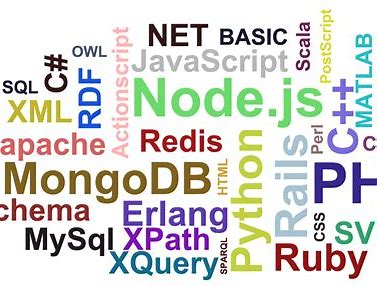 NET
BASIC
Scala
PostScript
OWL
Actionscript
JavaScript
MATLAB
C#
SQL
RDF
Node.js
C++
XML
apache
Redis
Perl
MongoDB
HTML
Python
Rails
PH
C
chema
Erlang
CSS
SV
MySql
XPath
SPARQL
Ruby
XQuery